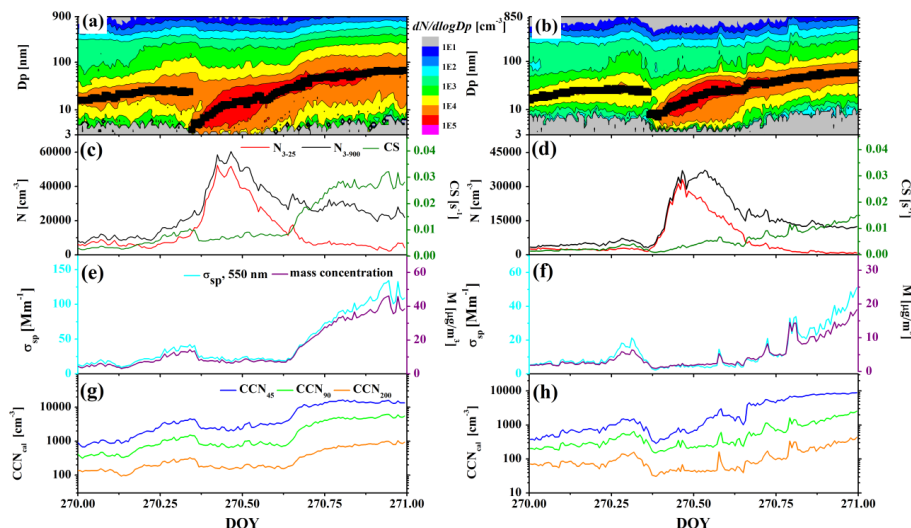 (a)
(b)
900
100
10
3
Dp [nm]
dN/dlogDp [cm⁻³]
1E1
1E2
1E3
1E4
1E5
850
100
10
3
Dp [nm]
(c)
N₃₋₂₅ N₃₋₉₀₀ CS
60000
40000
20000
0
N [cm⁻³]
0.04
0.03
0.02
0.01
0.00
CS [s⁻¹]
(d)
45000
30000
15000
0
N [cm⁻³]
0.04
0.03
0.02
0.01
0.00
CS [s⁻¹]
(e)
σsp, 550 nm mass concentration
150
100
50
0
σsp [Mm⁻¹]
60
40
20
0
M [µg/m³]
(f)
60
40
20
0
σsp [Mm⁻¹]
30
20
10
0
M [µg/m³]
(g)
CCN₄₅ CCN₉₀ CCN₂₀₀
10000
1000
100
CCNcal [cm⁻³]
270.00 270.25 270.50 270.75 271.00
DOY
(h)
10000
1000
100
10
CCNcal [cm⁻³]
270.00 270.25 270.50 270.75 271.00
DOY